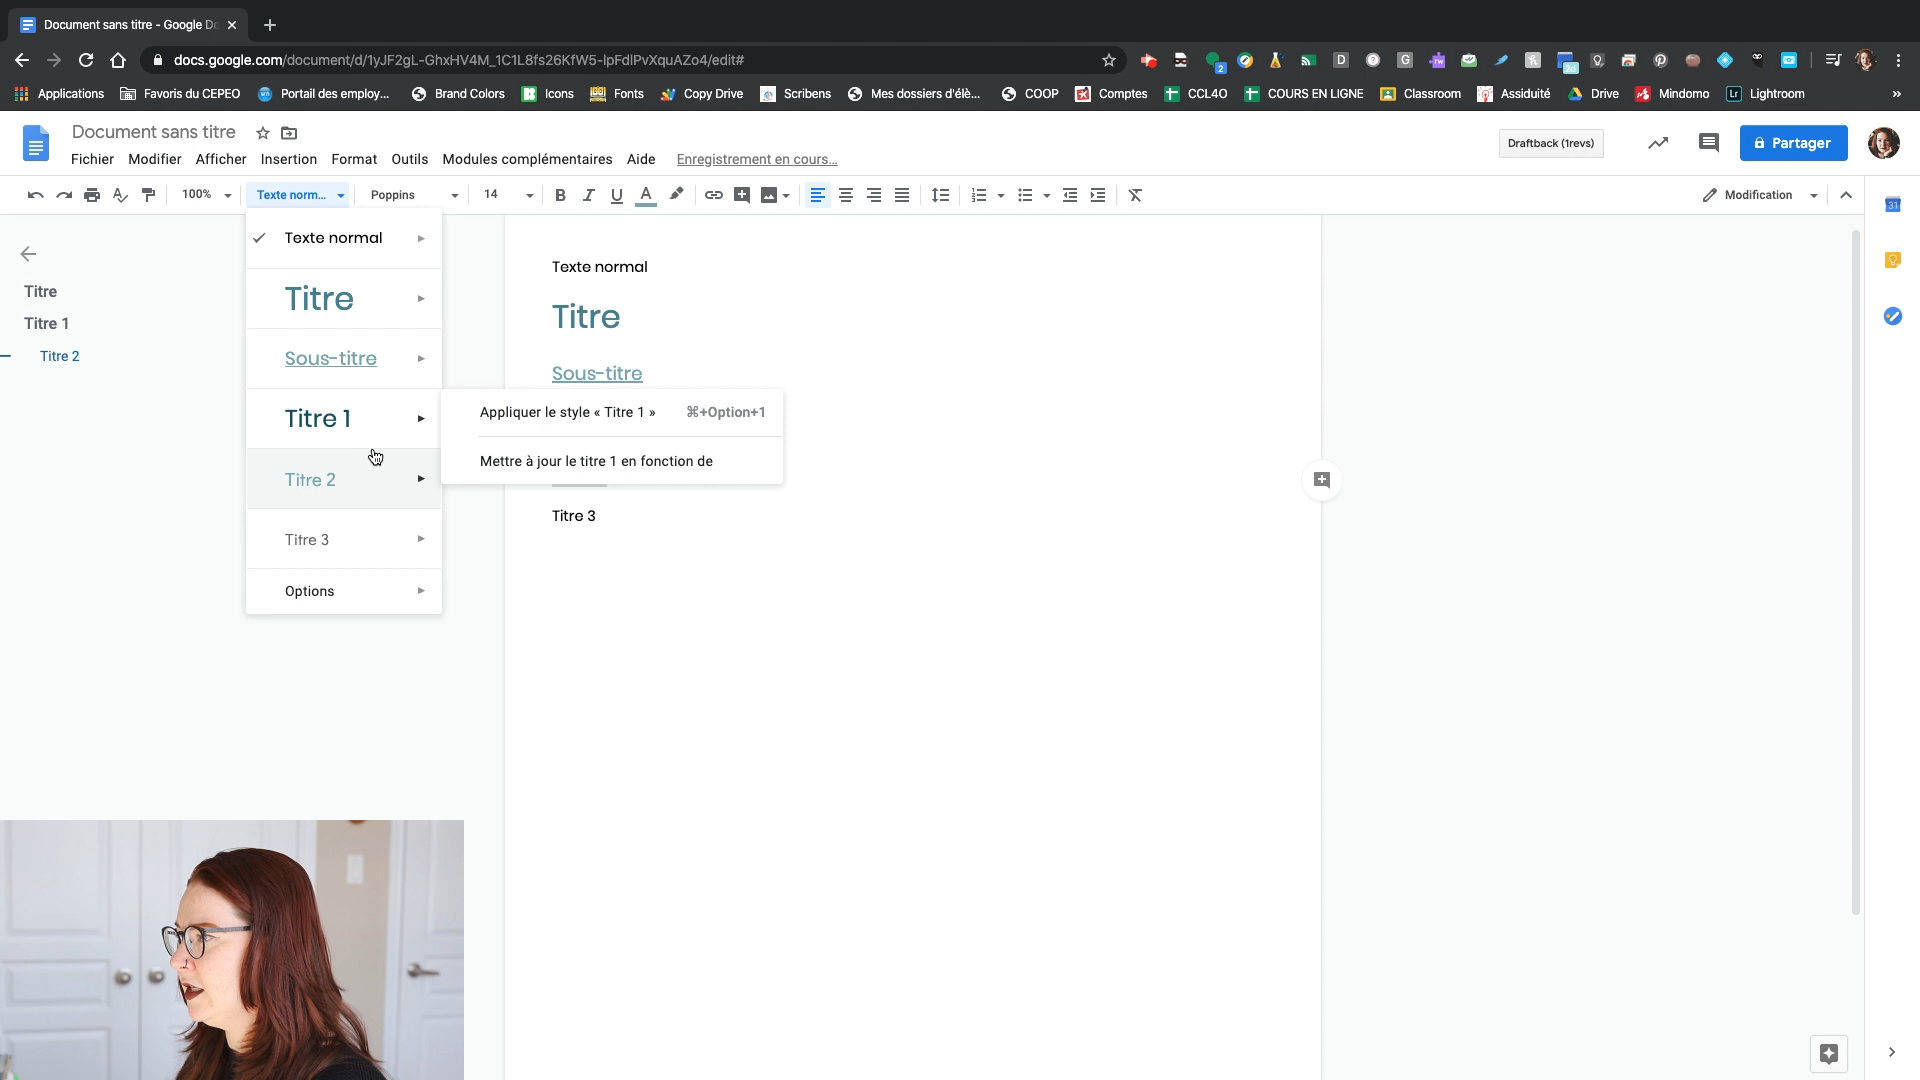 Document sans titre - Google Do
docs.google.com/document/d/1yJF2gL-GhxHV4M_1C1L8fs26KfW5-IpFdlPvXquAZo4/edit#
Applications Favoris du CEPEO Portail des employ... Brand Colors Icons Fonts Copy Drive Scribens Mes dossiers d'élè... COOP Comptes CCL4O COURS EN LIGNE Classroom Assiduité Drive Mindomo Lightroom
Document sans titre
Fichier Modifier Afficher Insertion Format Outils Modules complémentaires Aide Enregistrement en cours...
Draftback (1revs)
Partager
100% Texte norm... Poppins 14
Modification
Texte normal
Titre
Sous-titre
Titre 1
Titre 2
Titre 3
Options
Appliquer le style « Titre 1 » ⌘+Option+1
Mettre à jour le titre 1 en fonction de
Titre
Titre 1
Titre 2
Texte normal
Titre
Sous-titre
Titre 3